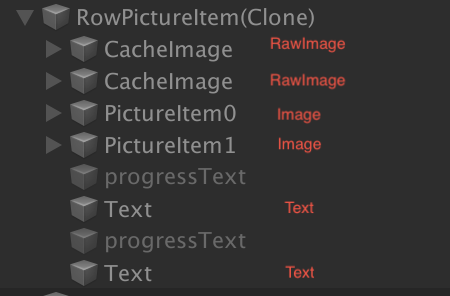 RowPictureItem(Clone)
CacheImage RawImage
CacheImage RawImage
PictureItem0 Image
PictureItem1 Image
progressText
Text Text
progressText
Text Text